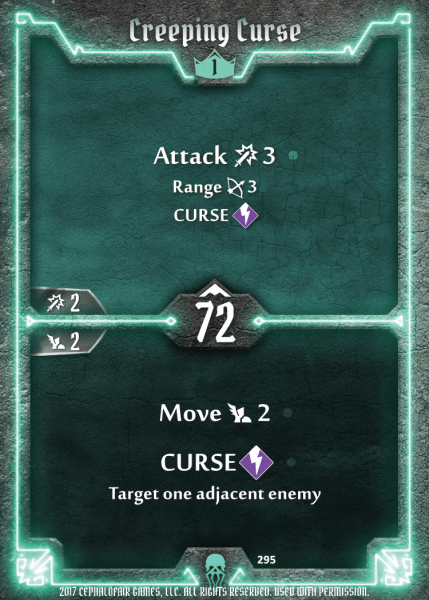 Creeping Curse
1
Attack 3
Range 3
CURSE
2
72
2
Move 2
CURSE
Target one adjacent enemy
295
2017 CEPHALOFAIR GAMES, LLC. ALL RIGHTS RESERVED. USED WITH PERMISSION.